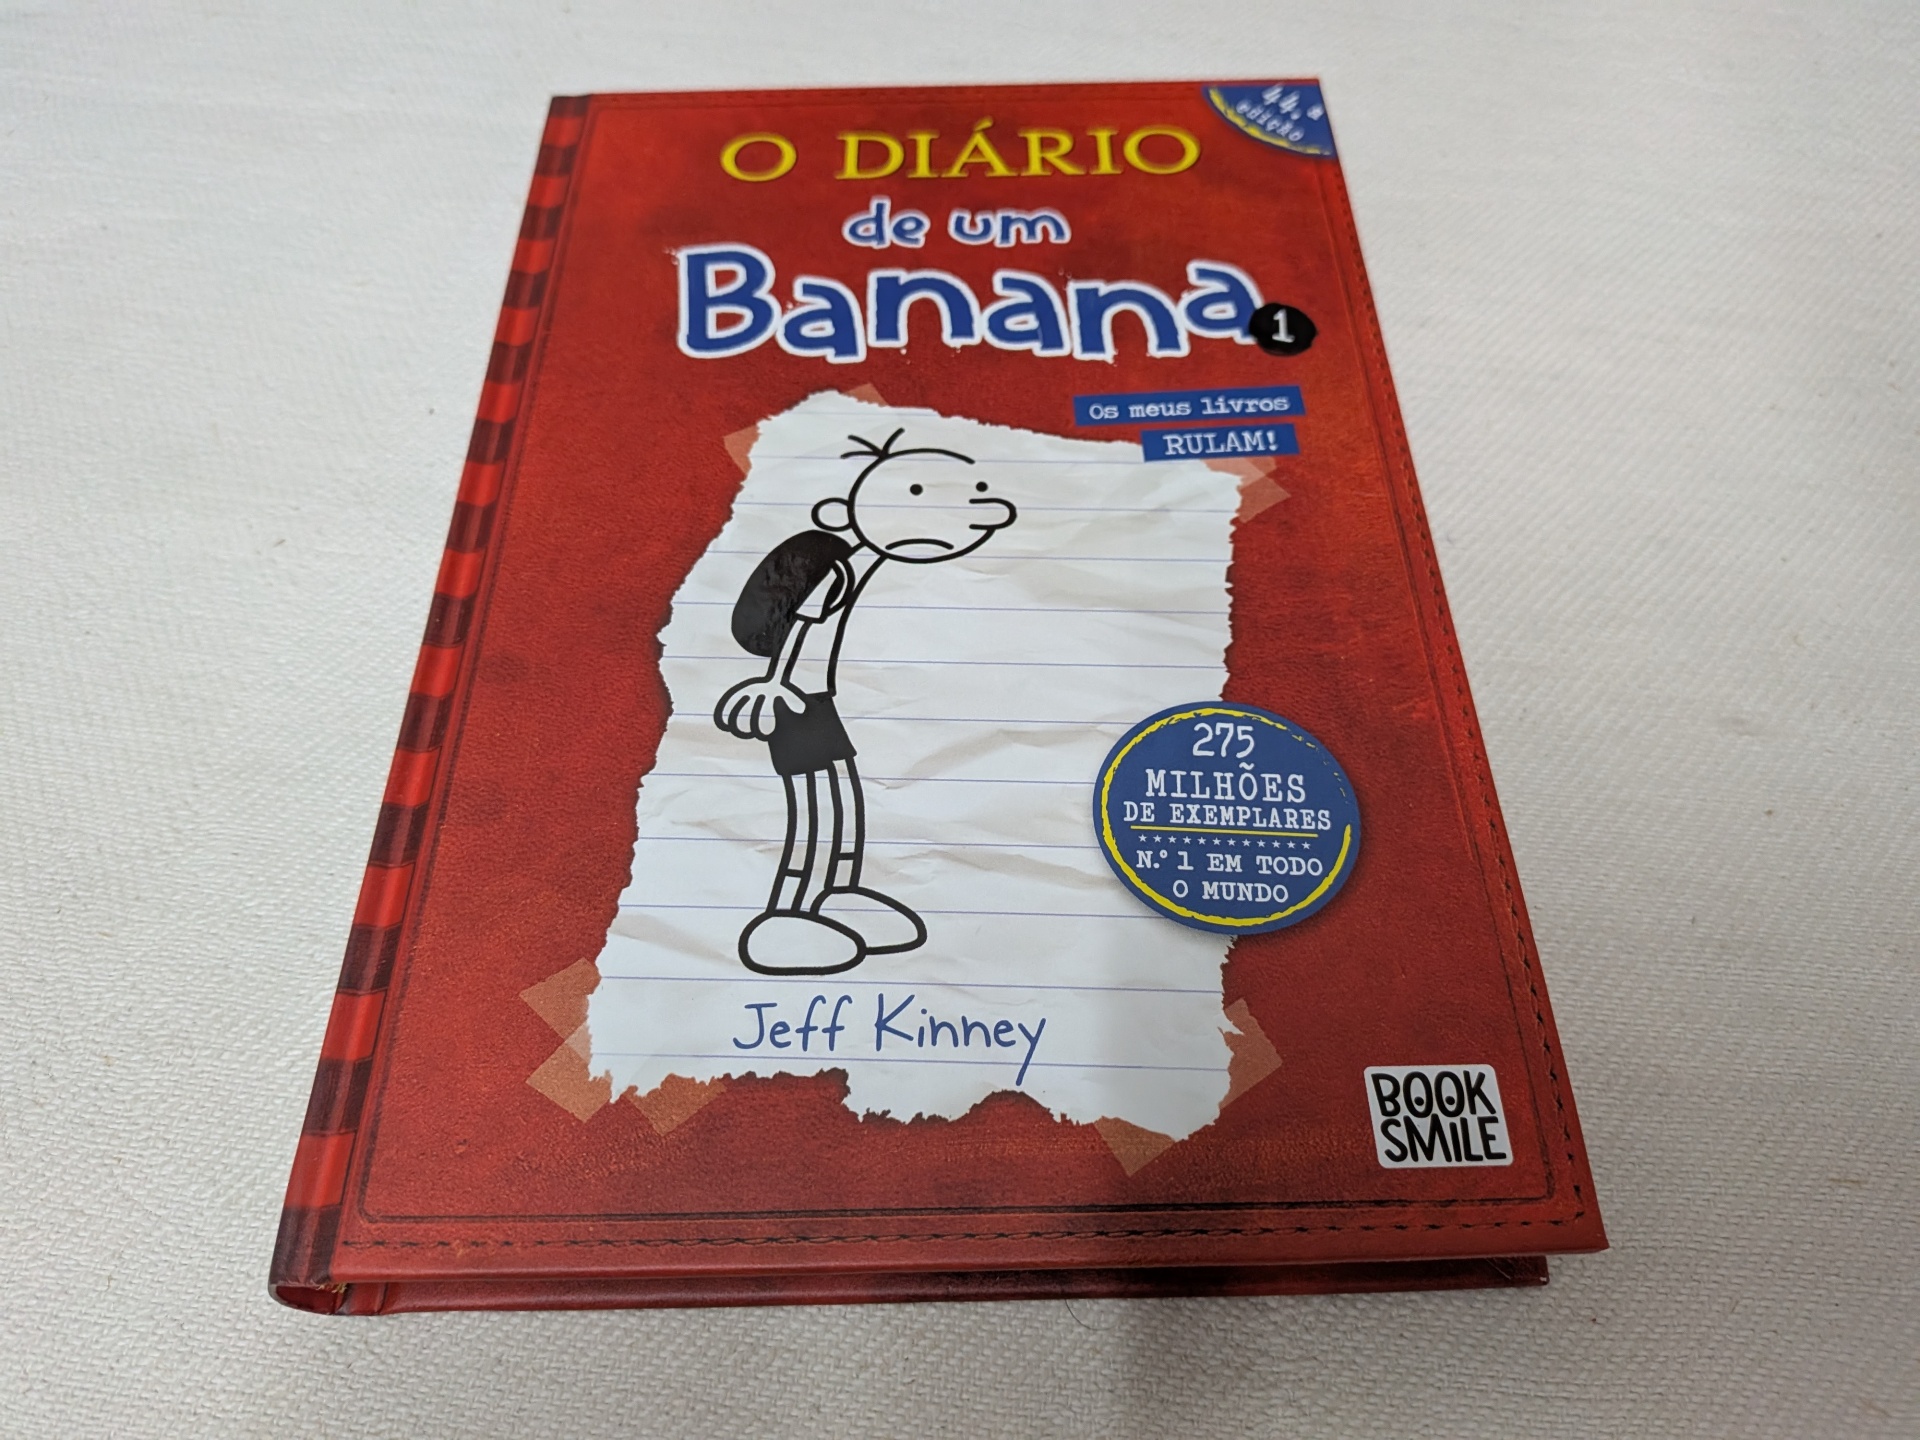 44.ª
EDIÇÃO
O DIÁRIO
de um
Banana
1
Os meus livros
RULAM!
275
MILHÕES
DE EXEMPLARES
N.º 1 EM TODO
O MUNDO
Jeff Kinney
BOOK
SMILE